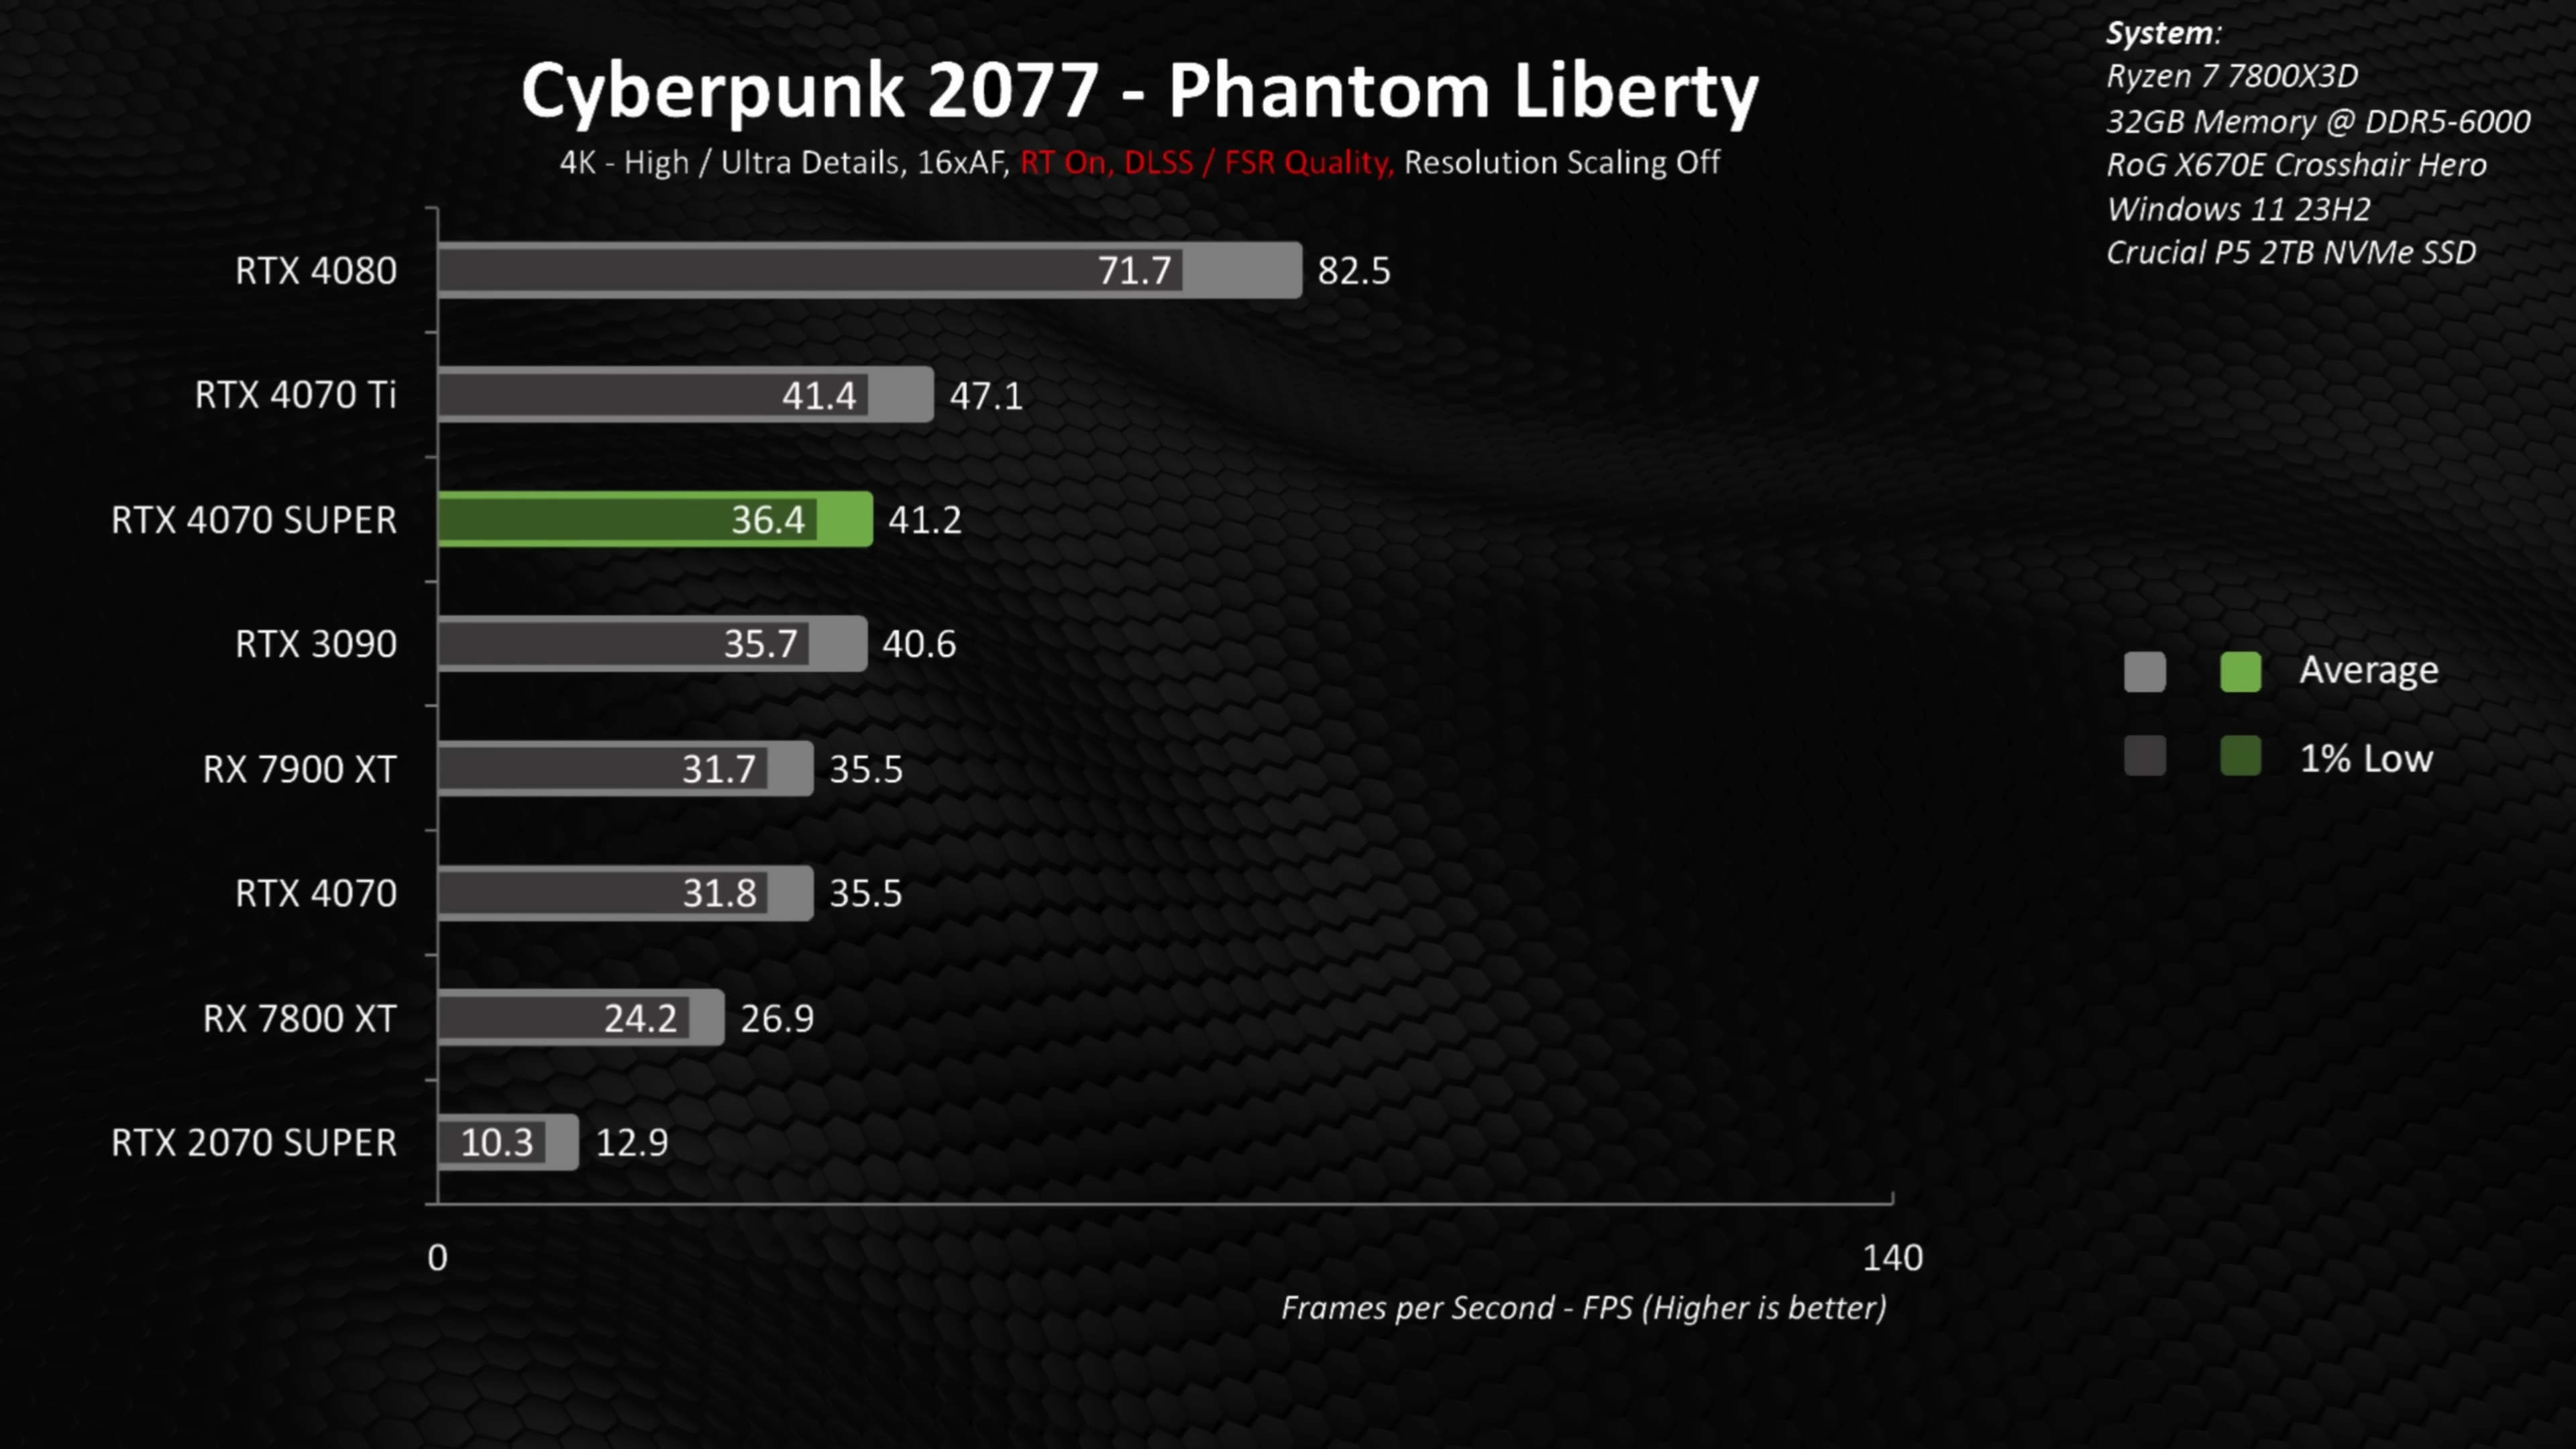 System:
Ryzen 7 7800X3D
32GB Memory @ DDR5-6000
RoG X670E Crosshair Hero
Windows 11 23H2
Crucial P5 2TB NVMe SSD
Cyberpunk 2077 - Phantom Liberty
4K - High / Ultra Details, 16xAF, RT On, DLSS / FSR Quality, Resolution Scaling Off
RTX 4080 71.7 82.5
RTX 4070 Ti 41.4 47.1
RTX 4070 SUPER 36.4 41.2
RTX 3090 35.7 40.6
RX 7900 XT 31.7 35.5
RTX 4070 31.8 35.5
RX 7800 XT 24.2 26.9
RTX 2070 SUPER 10.3 12.9
0 140
Frames per Second - FPS (Higher is better)
Average
1% Low